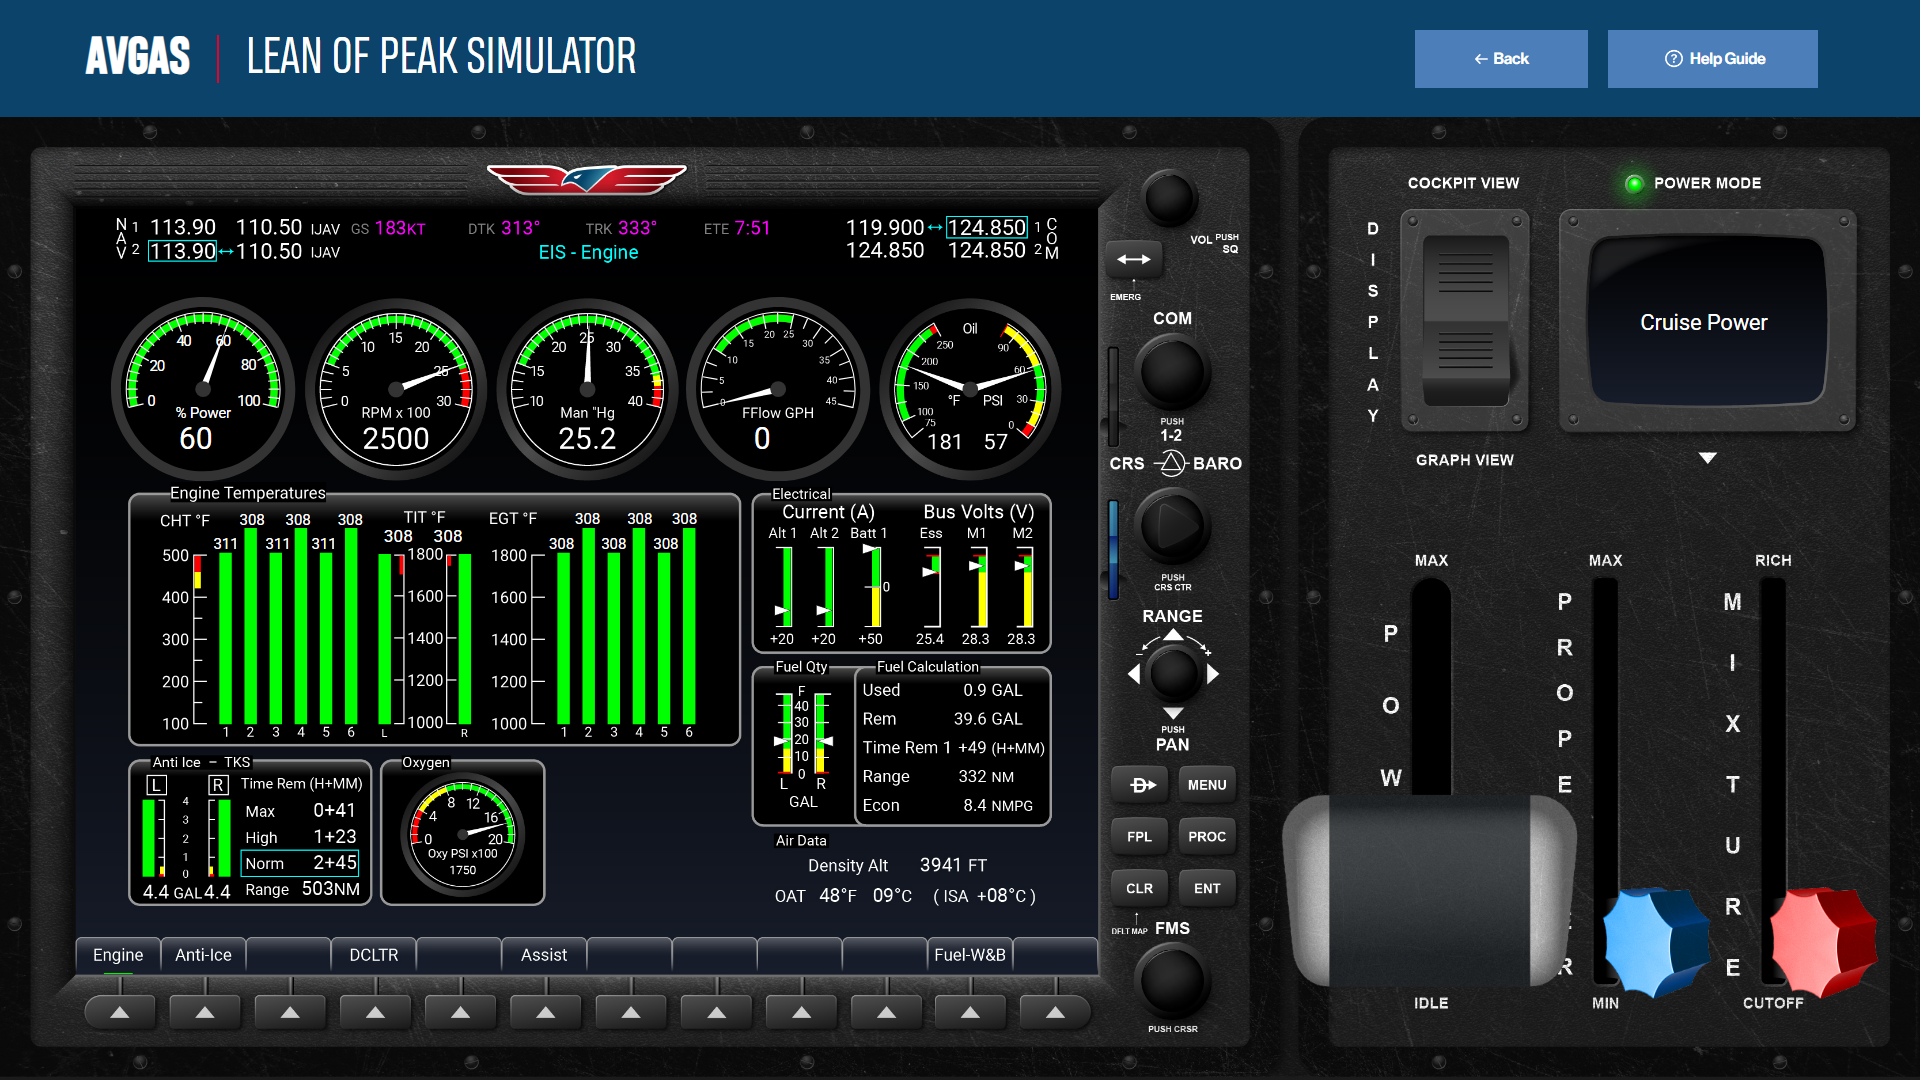 AVGAS
LEAN OF PEAK SIMULATOR
← Back
? Help Guide
N A V
1 113.90 110.50 IJAV
2 113.90↔110.50 IJAV
GS 183KT DTK 313° TRK 333° ETE 7:51
EIS - Engine
119.900↔124.850 1
124.850 124.850 2
C O M
0 20 40 60 80 100
% Power
60
0 5 10 15 20 25 30
RPM x 100
2500
10 15 20 25 30 35 40
Man "Hg
25.2
0 5 10 15 20 25 30 35 40 45
FFlow GPH
0
Oil
250 200 150 100 75
90 60 30 0
°F PSI
181 57
Engine Temperatures
CHT °F
311 308 311 308 311 308
500
400
300
200
100
1 2 3 4 5 6
TIT °F
308 308
1800
1600
1400
1200
1000
L R
EGT °F
308 308 308 308 308 308
1800
1600
1400
1200
1000
1 2 3 4 5 6
Electrical
Current (A) Bus Volts (V)
Alt 1 Alt 2 Batt 1 Ess M1 M2
0
+20 +20 +50 25.4 28.3 28.3
Fuel Qty
F
40
30
20
10
0
L R
GAL
Fuel Calculation
Used 0.9 GAL
Rem 39.6 GAL
Time Rem 1 +49 (H+MM)
Range 332 NM
Econ 8.4 NMPG
Anti Ice – TKS
L R Time Rem (H+MM)
4
3
2
1
0
Max 0+41
High 1+23
Norm 2+45
Range 503NM
4.4 GAL 4.4
Oxygen
0 4 8 12 16 20
Oxy PSI x100
1750
Air Data
Density Alt 3941 FT
OAT 48°F 09°C ( ISA +08°C )
Engine Anti-Ice DCLTR Assist Fuel-W&B
VOL PUSH SQ
EMERG
COM
PUSH
1-2
CRS BARO
PUSH
CRS CTR
RANGE
- +
PUSH
PAN
D MENU
FPL PROC
CLR ENT
DFLT MAP FMS
PUSH CRSR
COCKPIT VIEW
DISPLAY
GRAPH VIEW
POWER MODE
Cruise Power
MAX
P O W
IDLE
MAX
P R O P E R
MIN
RICH
M I X T U R E
CUTOFF